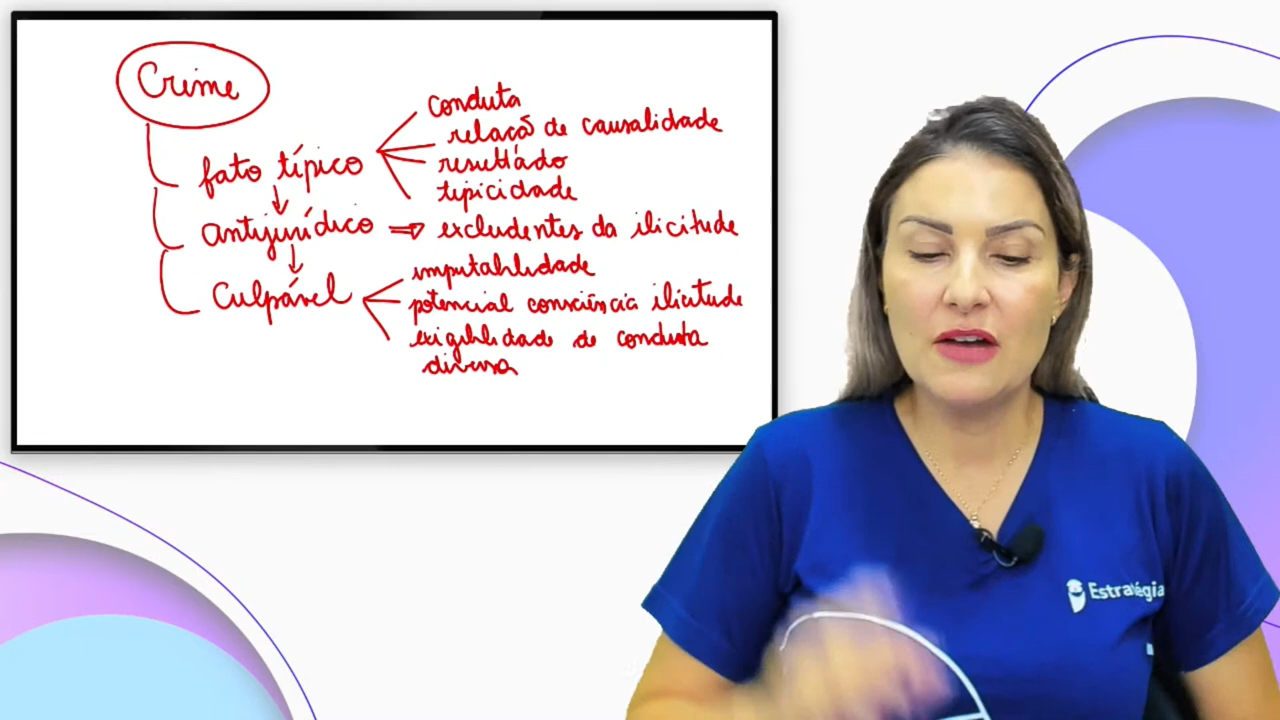 Crime
conduta
relação de causalidade
fato típico
resultado
tipicidade
antijurídico ⇒ excludentes da ilicitude
imputabilidade
Culpável
potencial consciência ilicitude
exigibilidade de conduta
diversa
Estratégia